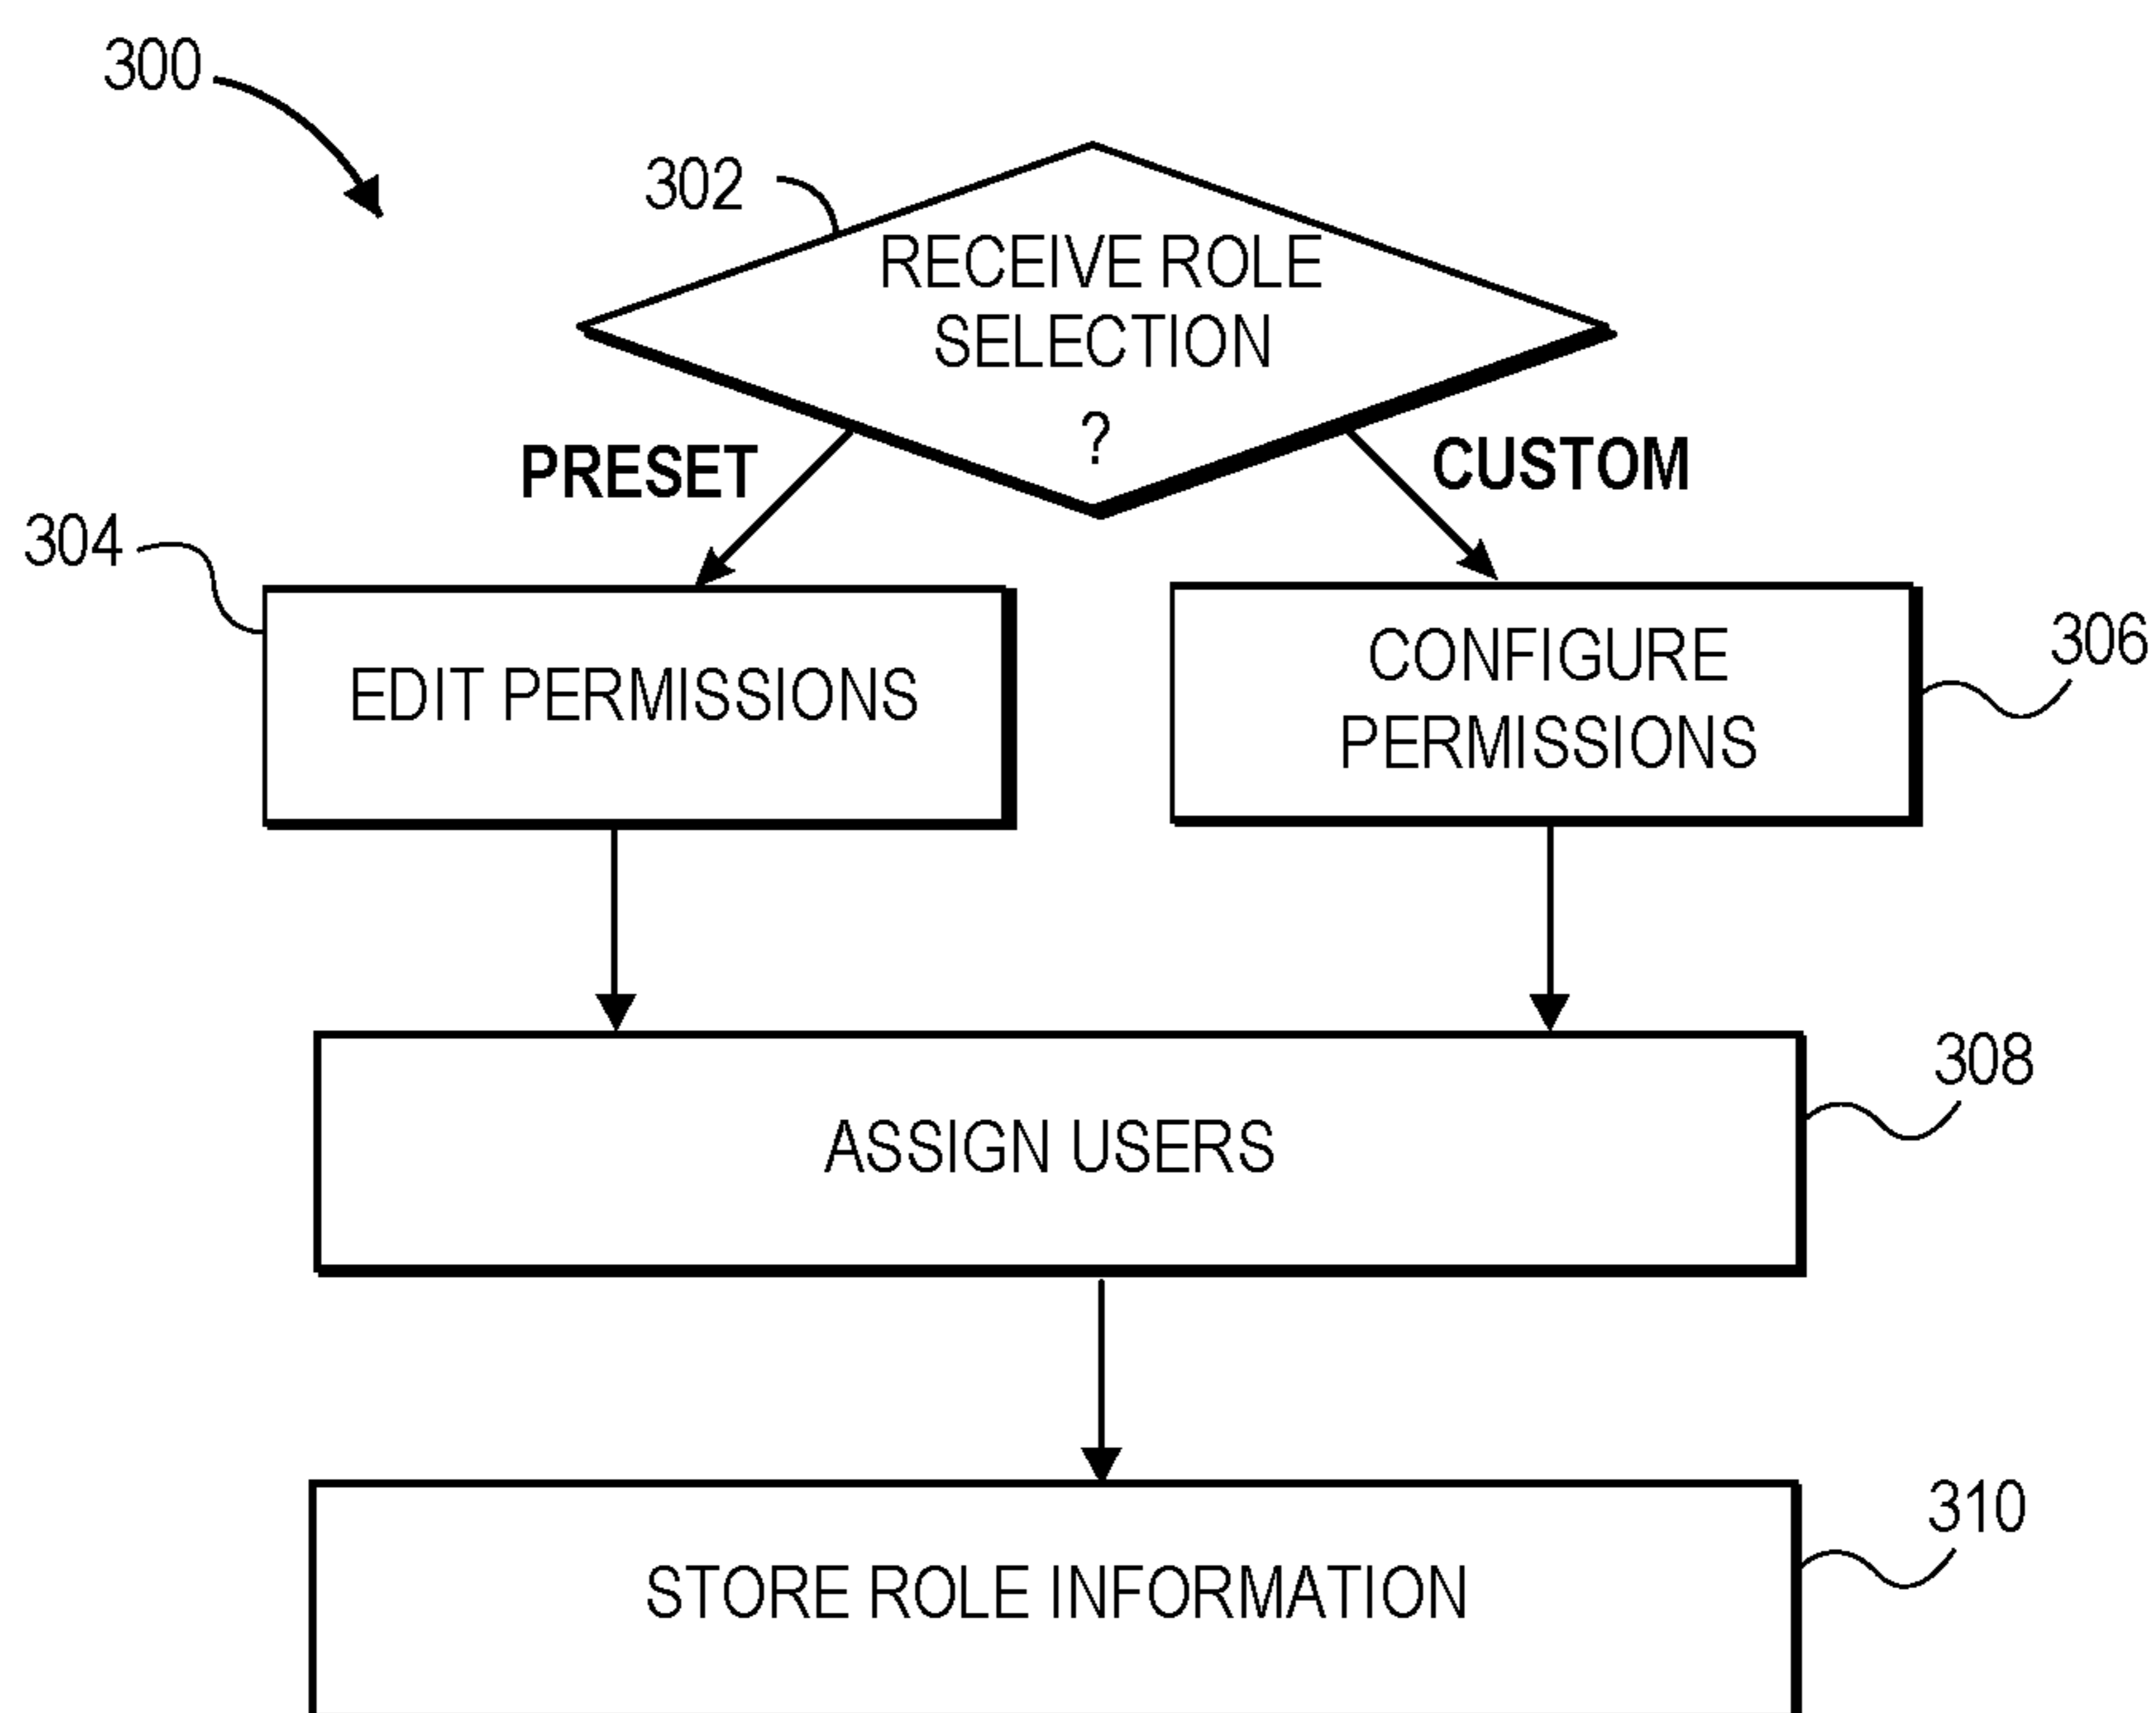 300
302
RECEIVE ROLE
SELECTION
?
PRESET
CUSTOM
304
EDIT PERMISSIONS
CONFIGURE
PERMISSIONS
306
308
ASSIGN USERS
310
STORE ROLE INFORMATION